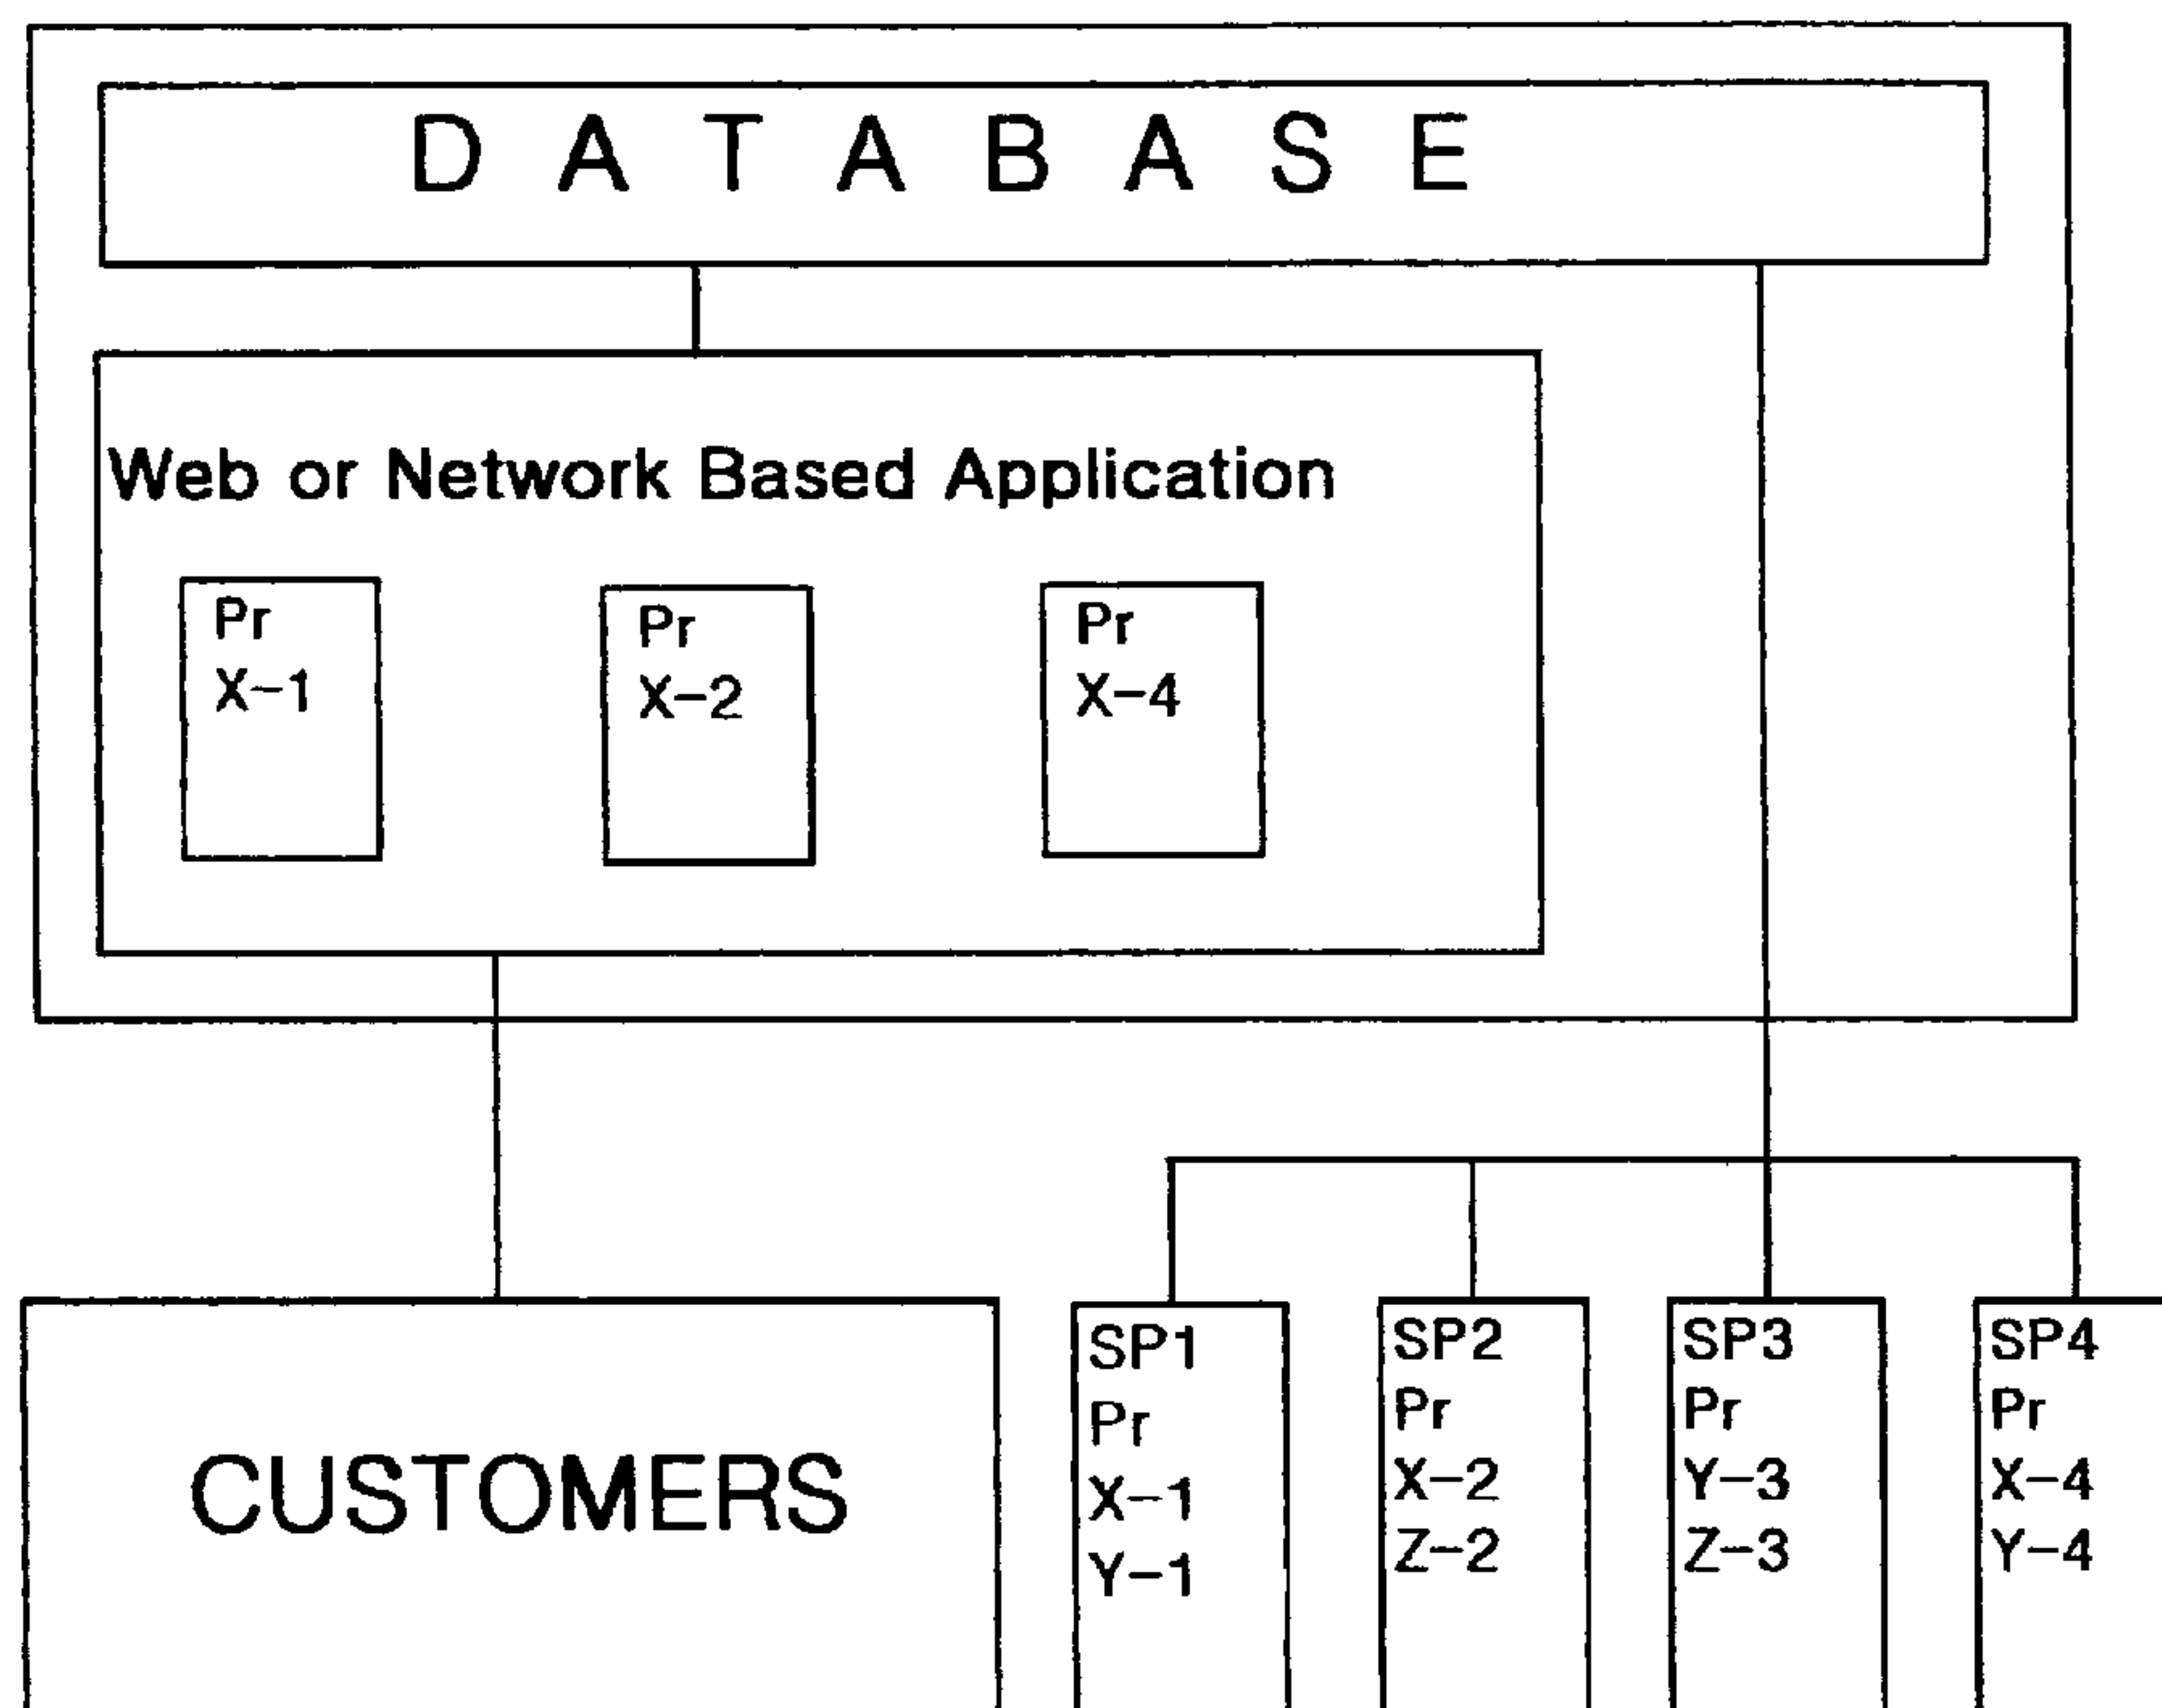 D A T A B A S E
Web or Network Based Application
Pr
X-1
Pr
X-2
Pr
X-4
CUSTOMERS
SP1
Pr
X-1
Y-1
SP2
Pr
X-2
Z-2
SP3
Pr
Y-3
Z-3
SP4
Pr
X-4
Y-4